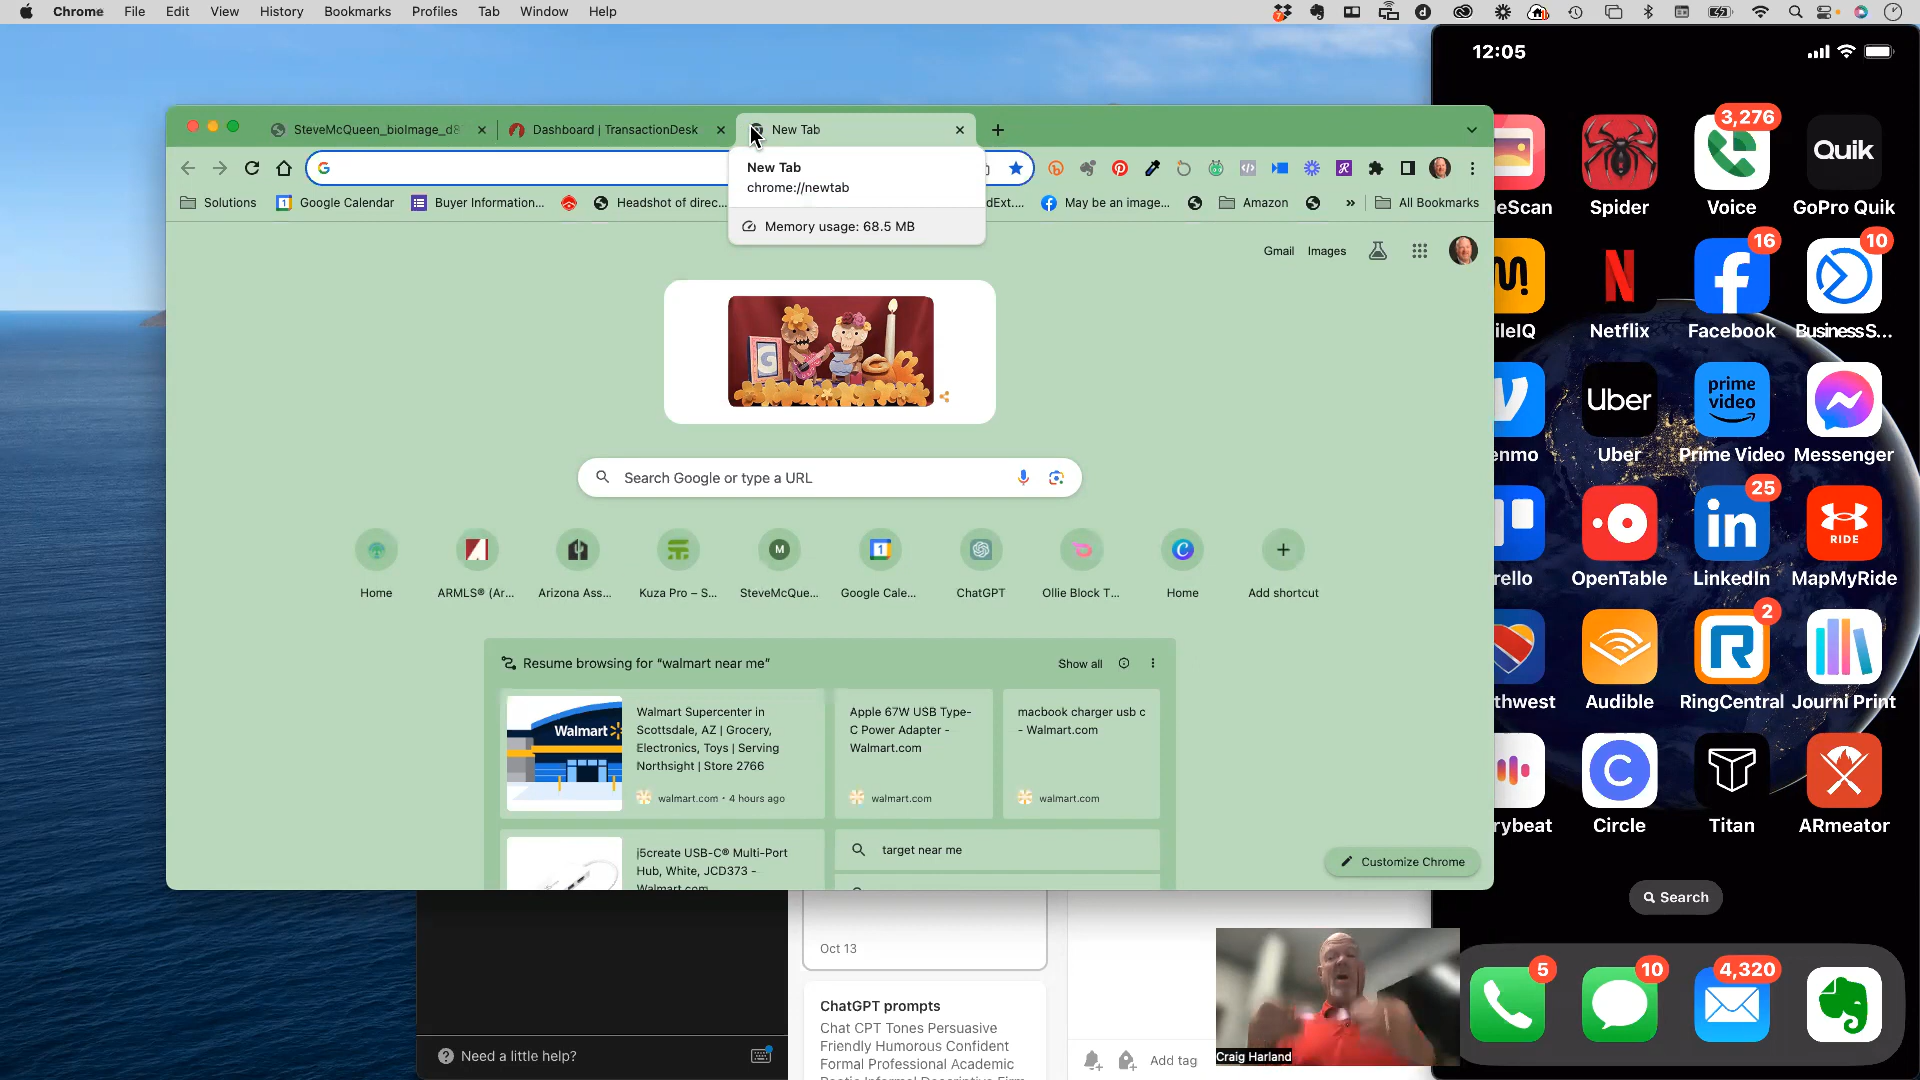 Chrome File Edit View History Bookmarks Profiles Tab Window Help
12:05
SteveMcQueen_bioImage_d8
Dashboard | TransactionDesk
New Tab
New Tab
chrome://newtab
Memory usage: 68.5 MB
Solutions
Google Calendar
Buyer Information...
Headshot of direc...
dExt....
May be an image...
Amazon
»
All Bookmarks
Gmail Images
Search Google or type a URL
Home
ARMLS® (Ar...
Arizona Ass...
Kuza Pro – S...
SteveMcQue...
Google Cale...
ChatGPT
Ollie Block T...
Home
Add shortcut
Resume browsing for “walmart near me”
Show all
Walmart
Walmart Supercenter in
Scottsdale, AZ | Grocery,
Electronics, Toys | Serving
Northsight | Store 2766
walmart.com • 4 hours ago
Apple 67W USB Type-
C Power Adapter -
Walmart.com
walmart.com
macbook charger usb c
- Walmart.com
walmart.com
j5create USB-C® Multi-Port
Hub, White, JCD373 -
Walmart.com
target near me
Customize Chrome
Oct 13
ChatGPT prompts
Chat CPT Tones Persuasive
Friendly Humorous Confident
Formal Professional Academic
Need a little help?
Add tag
Craig Harland
3,276
Quik
leScan
Spider
Voice
GoPro Quik
16
10
ileIQ
Netflix
Facebook
BusinessS...
Uber
prime
video
enmo
Uber
Prime Video
Messenger
25
in
RIDE
rello
OpenTable
LinkedIn
MapMyRide
2
thwest
Audible
RingCentral
Journi Print
rybeat
Circle
Titan
ARmeator
Search
5
10
4,320